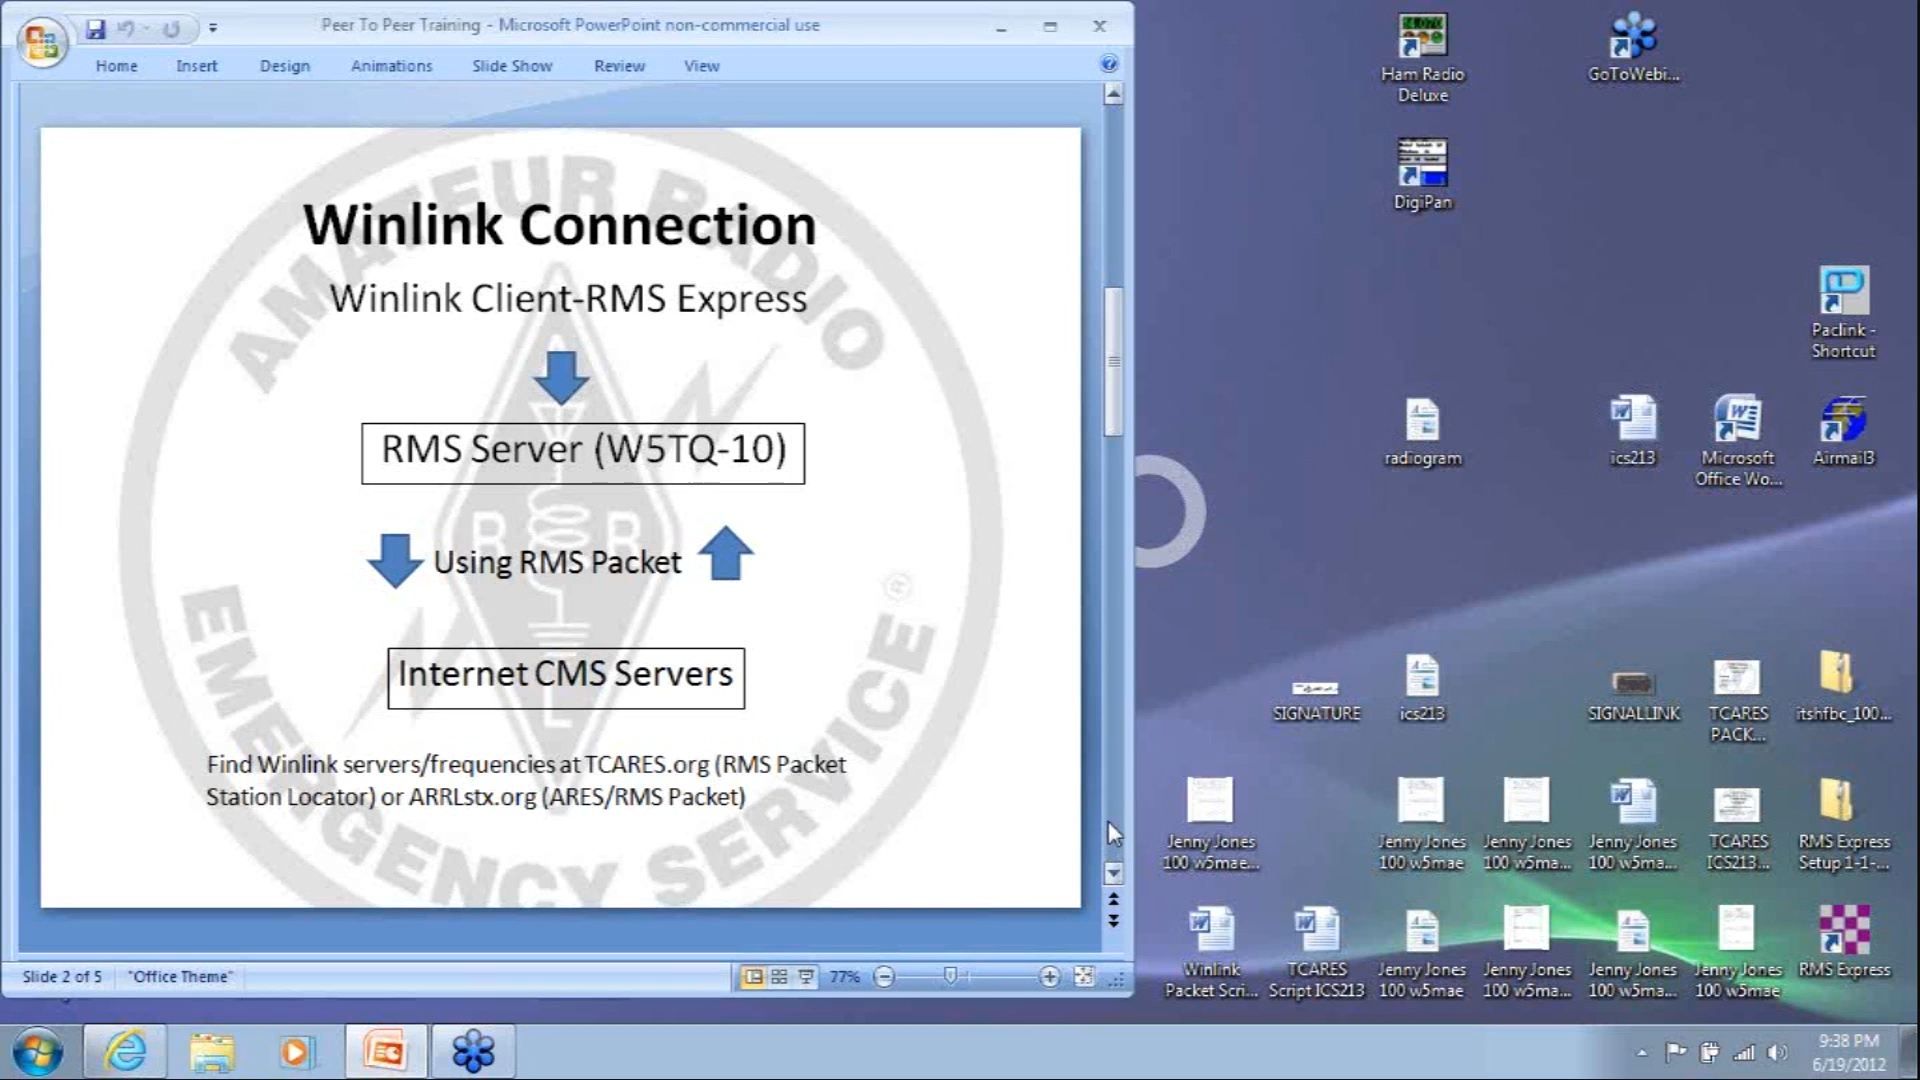 Peer To Peer Training - Microsoft PowerPoint non-commercial use
Home Insert Design Animations Slide Show Review View
AMATEUR RADIO
EMERGENCY SERVICE
®
R R
L
Winlink Connection
Winlink Client-RMS Express
RMS Server (W5TQ-10)
Using RMS Packet
Internet CMS Servers
Find Winlink servers/frequencies at TCARES.org (RMS Packet
Station Locator) or ARRLstx.org (ARES/RMS Packet)
Slide 2 of 5 "Office Theme" 77%
Ham Radio
Deluxe
GoToWebi...
DigiPan
Paclink -
Shortcut
radiogram
ics213
Microsoft
Office Wo...
Airmail3
SIGNATURE
ics213
SIGNALLINK
TCARES
PACK...
itshfbc_100...
Jenny Jones
100 w5mae...
Jenny Jones
100 w5mae
Jenny Jones
100 w5ma...
Jenny Jones
100 w5ma...
TCARES
ICS213...
RMS Express
Setup 1-1-...
Winlink
Packet Scri...
TCARES
Script ICS213
Jenny Jones
100 w5mae
Jenny Jones
100 w5ma...
Jenny Jones
100 w5ma...
Jenny Jones
100 w5mae
RMS Express
9:38 PM
6/19/2012